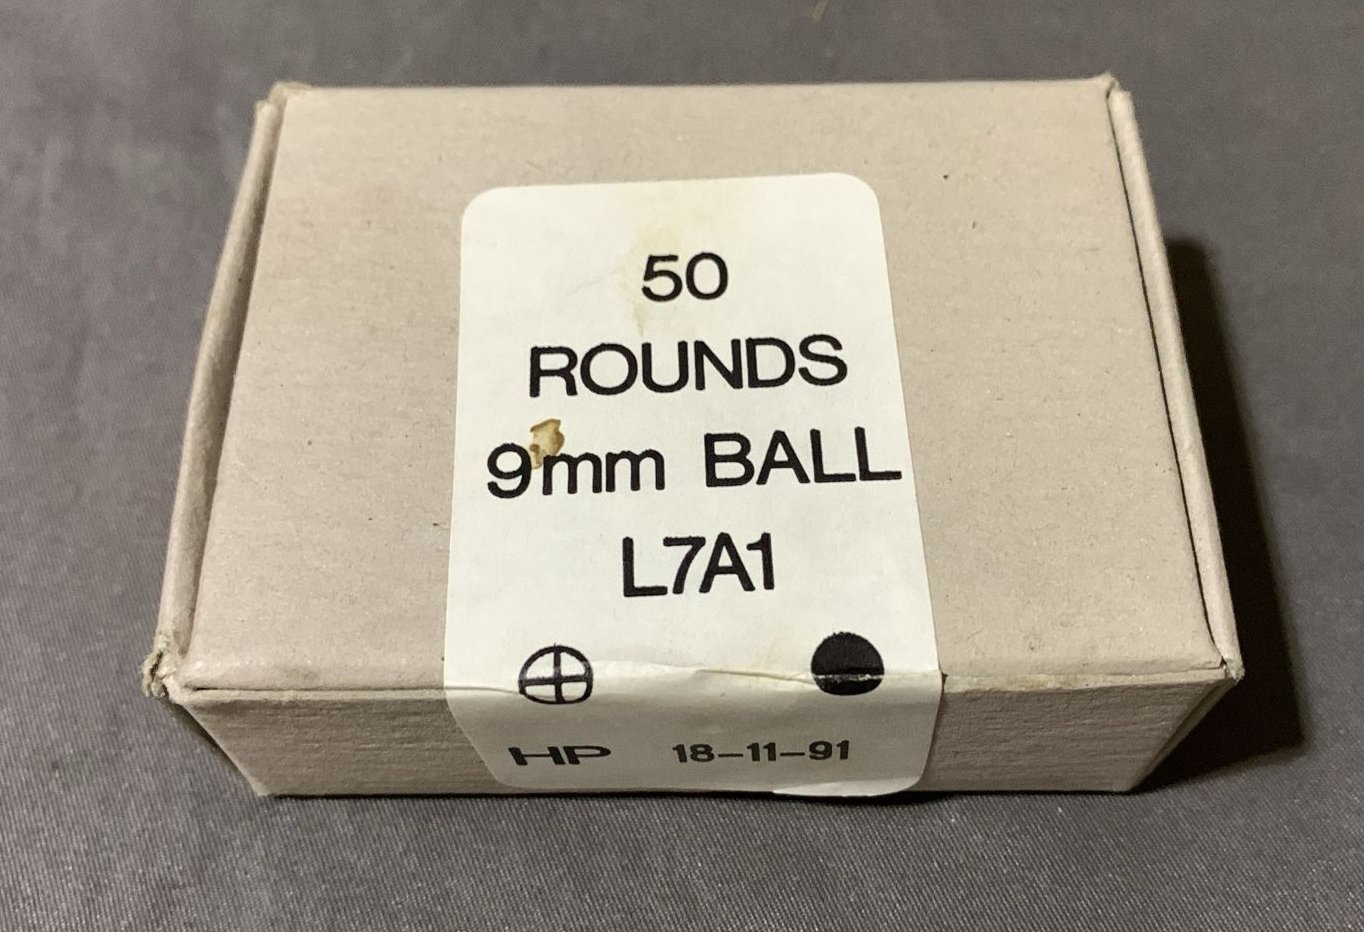 50
ROUNDS
9mm BALL
L7A1
HP 18-11-91